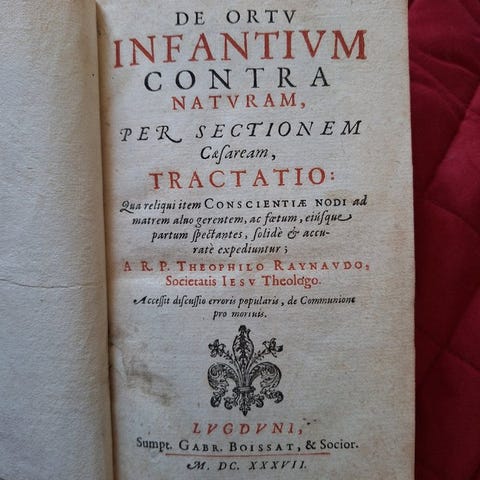 DE ORTV
INFANTIVM
CONTRA
NATVRAM,
PER SECTIONEM
Cæſaream,
TRACTATIO:
Qua reliqui item CONSCIENTIÆ NODI ad
matrem aluo gerentem, ac fœtum, eiúſque
partum ſpectantes, ſolidè & accu-
ratè expediuntur;
A R. P. THEOPHILO RAYNAVDO,
Societatis IESV Theologo.
Acceſſit diſcuſſio erroris popularis, de Communione
pro mortuis.
LVGDVNI,
Sumpt. GABR. BOISSAT, & Socior.
M. DC. XXXVII.